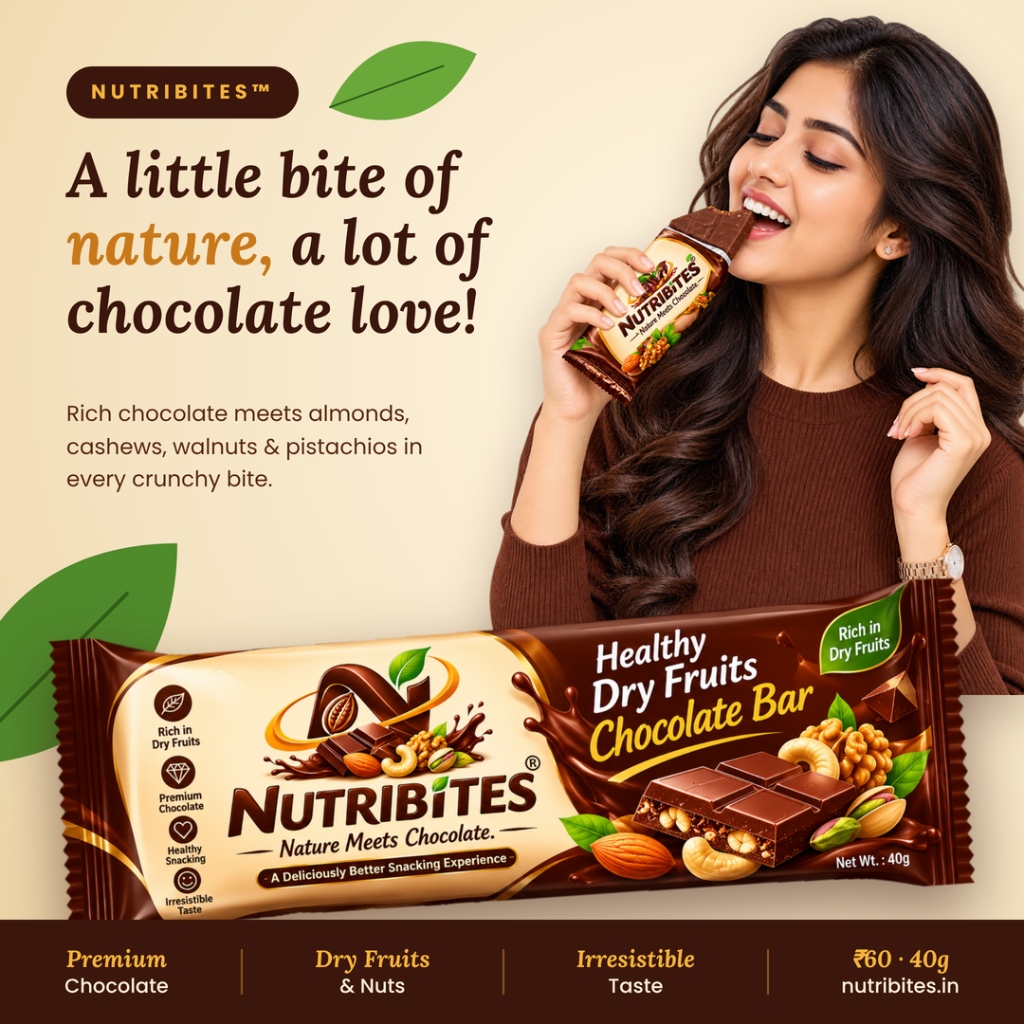 NUTRIBITES™
A little bite of
nature, a lot of
chocolate love!
Rich chocolate meets almonds,
cashews, walnuts & pistachios in
every crunchy bite.
NUTRIBITES
Nature Meets Chocolate.
Rich in
Dry Fruits
Premium
Chocolate
Healthy
Snacking
Irresistible
Taste
NUTRIBITES®
Nature Meets Chocolate.
- A Deliciously Better Snacking Experience -
Healthy
Dry Fruits
Chocolate Bar
Rich in
Dry Fruits
Net Wt. : 40g
Premium
Chocolate
Dry Fruits
& Nuts
Irresistible
Taste
₹60 · 40g
nutribites.in